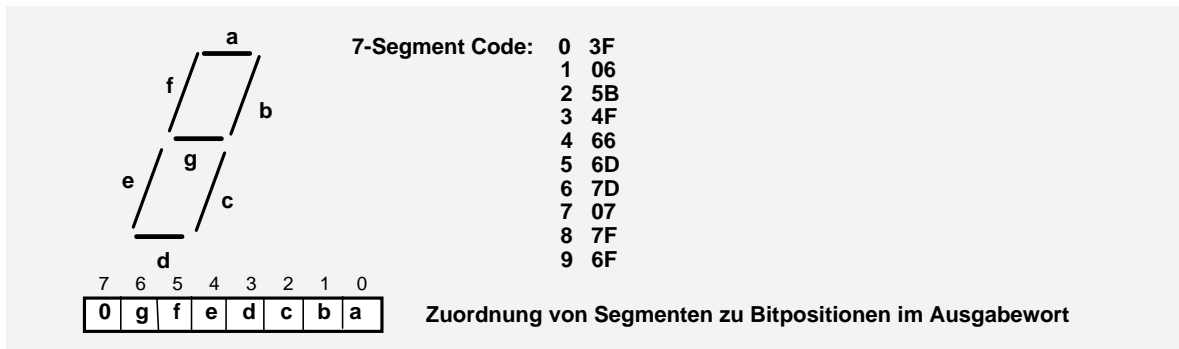 a
f
b
g
e
c
d
7-Segment Code: 0 3F
1 06
2 5B
3 4F
4 66
5 6D
6 7D
7 07
8 7F
9 6F
7 6 5 4 3 2 1 0
0 g f e d c b a
Zuordnung von Segmenten zu Bitpositionen im Ausgabewort